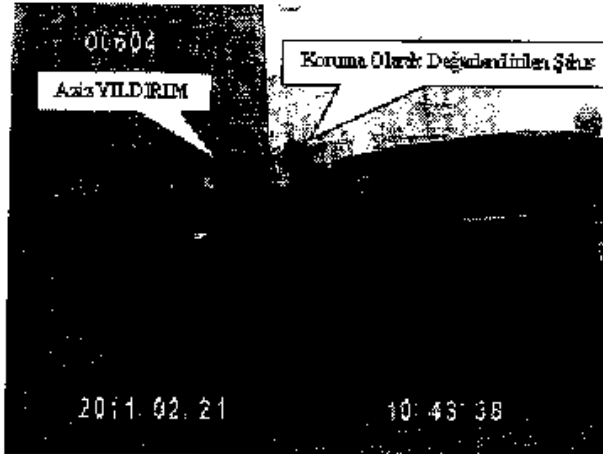 00604
Koruma Olarak Değerlendirilen Şahıs
Aziz YILDIRIM
2011.02.21
10:43:38